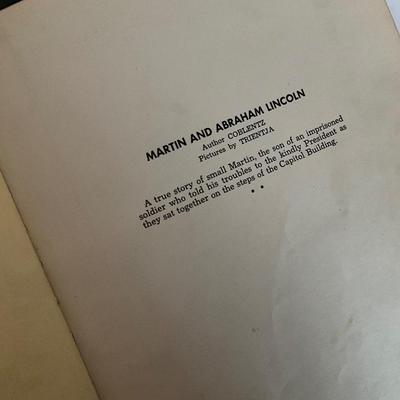 MARTIN AND ABRAHAM LINCOLN
Author COBLENTZ
Pictures by TRIENTJA
A true story of small Martin, the son of an imprisoned
soldier who told his troubles to the kindly President as
they sat together on the steps of the Capitol Building.